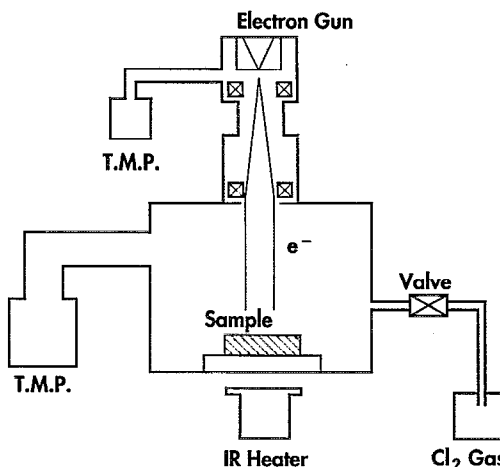 Electron Gun
T.M.P.
e⁻
Valve
Sample
T.M.P.
IR Heater
Cl₂ Gas